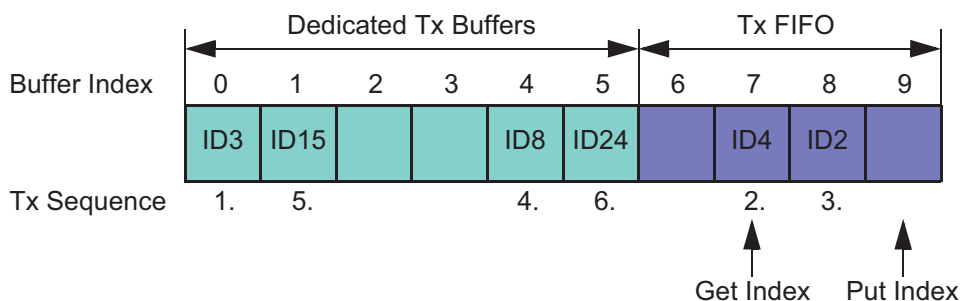 Dedicated Tx Buffers Tx FIFO
Buffer Index 0 1 2 3 4 5 6 7 8 9
ID3 ID15 ID8 ID24 ID4 ID2
Tx Sequence 1. 5. 4. 6. 2. 3.
Get Index Put Index